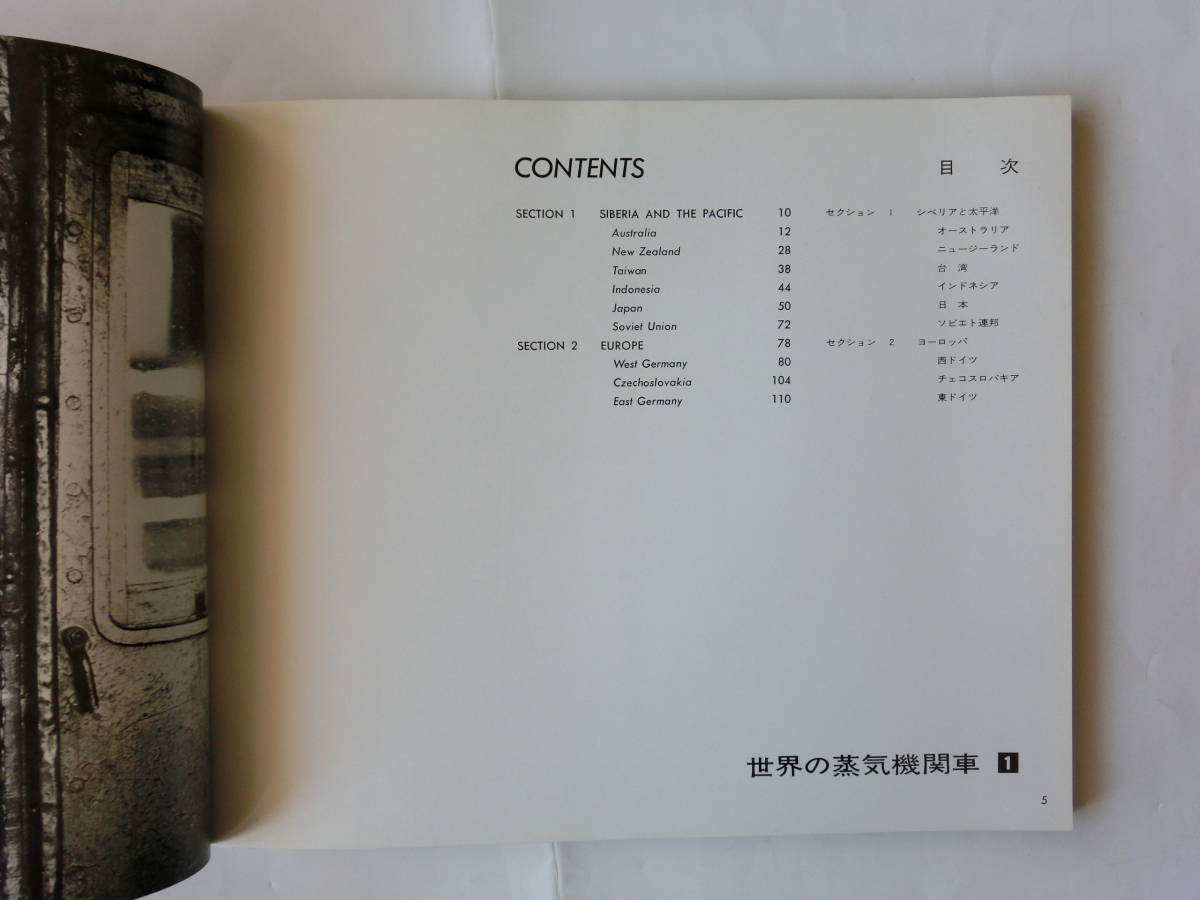 CONTENTS 目 次
SECTION 1 SIBERIA AND THE PACIFIC 10 セクション 1 シベリアと太平洋
Australia 12 オーストラリア
New Zealand 28 ニュージーランド
Taiwan 38 台 湾
Indonesia 44 インドネシア
Japan 50 日 本
Soviet Union 72 ソビエト連邦
SECTION 2 EUROPE 78 セクション 2 ヨーロッパ
West Germany 80 西ドイツ
Czechoslovakia 104 チェコスロバキア
East Germany 110 東ドイツ
世界の蒸気機関車 1
5